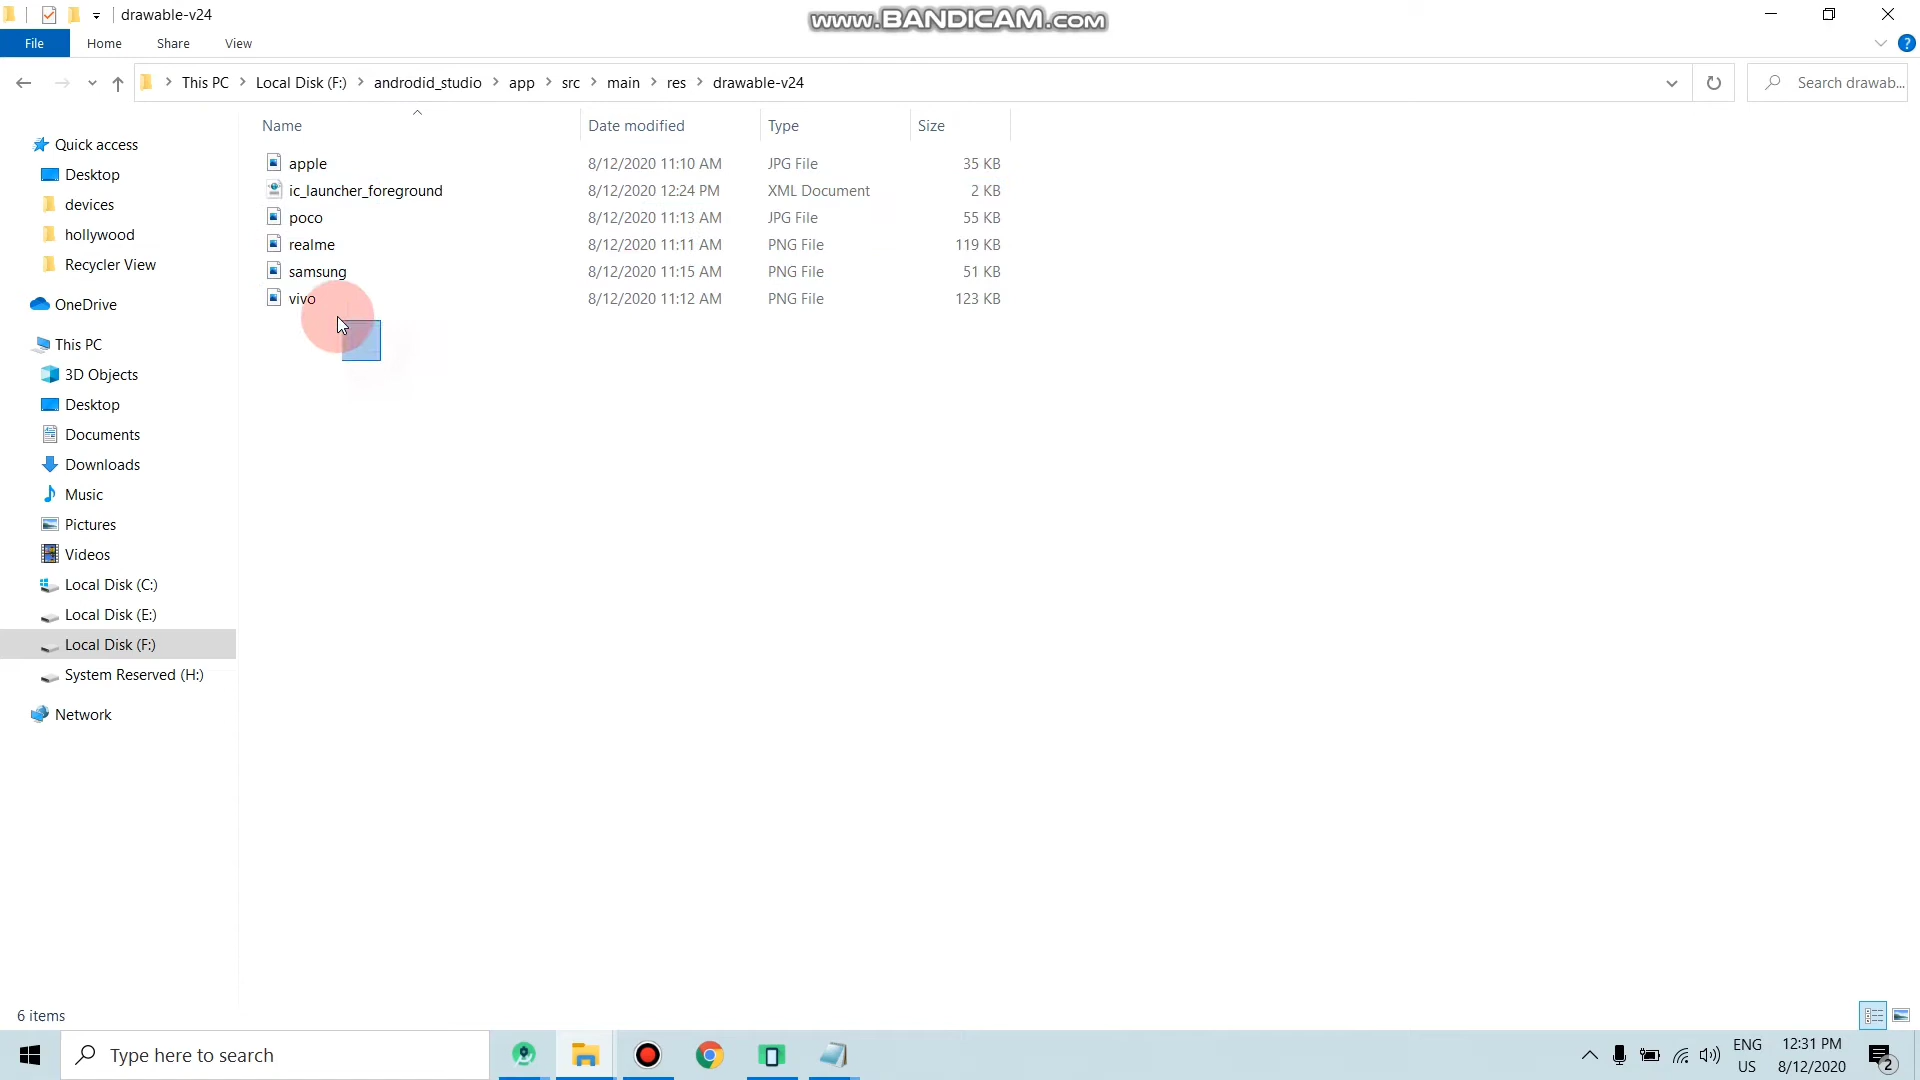 drawable-v24
www.BANDICAM.com
File Home Share View
This PC Local Disk (F:) androdid_studio app src main res drawable-v24
Search drawab...
Name Date modified Type Size
Quick access
Desktop
devices
hollywood
Recycler View
OneDrive
This PC
3D Objects
Desktop
Documents
Downloads
Music
Pictures
Videos
Local Disk (C:)
Local Disk (E:)
Local Disk (F:)
System Reserved (H:)
Network
apple 8/12/2020 11:10 AM JPG File 35 KB
ic_launcher_foreground 8/12/2020 12:24 PM XML Document 2 KB
poco 8/12/2020 11:13 AM JPG File 55 KB
realme 8/12/2020 11:11 AM PNG File 119 KB
samsung 8/12/2020 11:15 AM PNG File 51 KB
vivo 8/12/2020 11:12 AM PNG File 123 KB
6 items
Type here to search
ENG
US
12:31 PM
8/12/2020
2